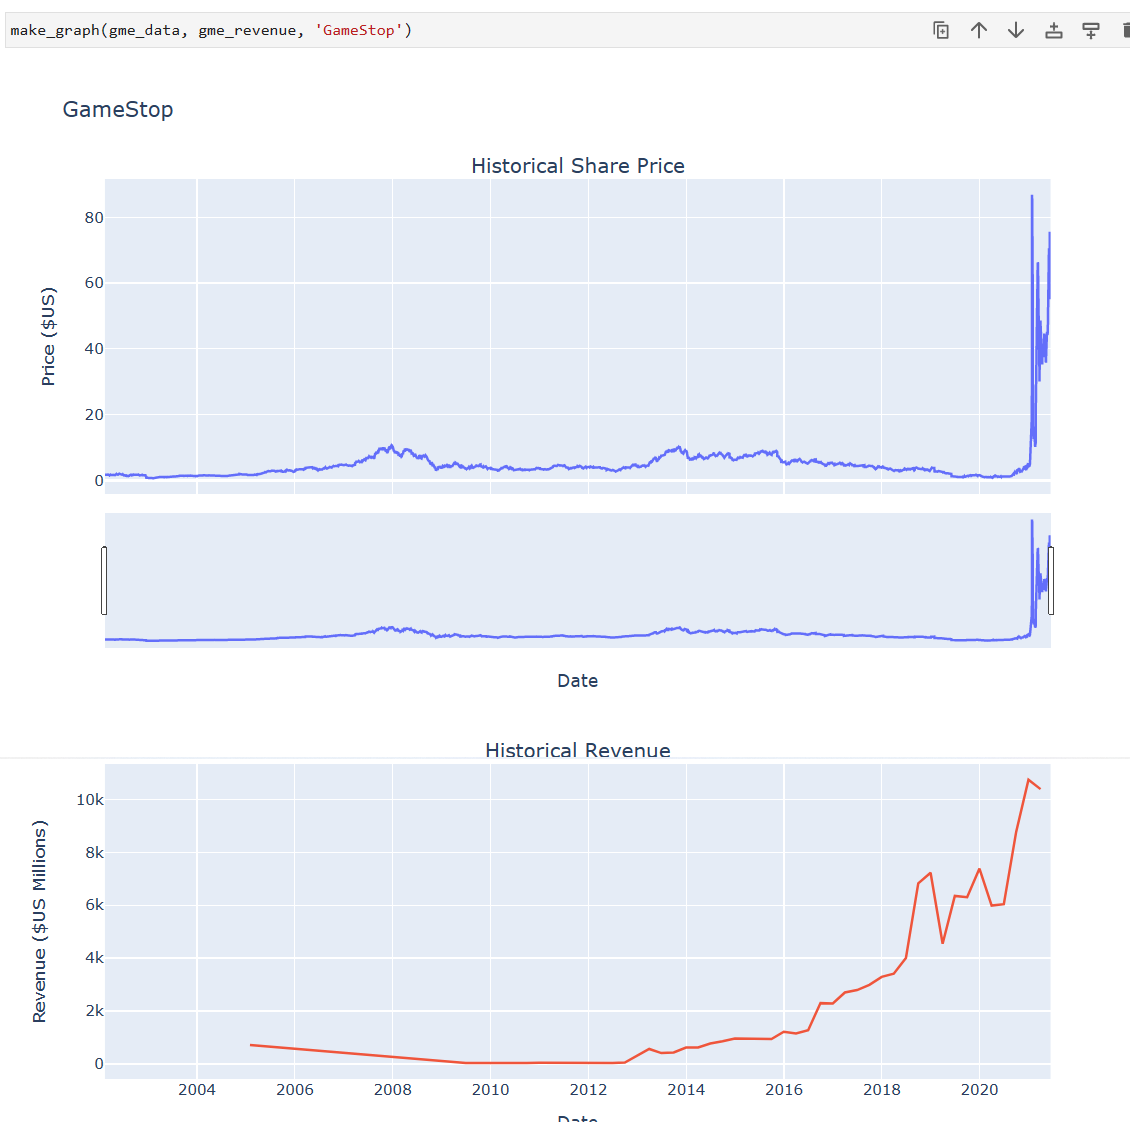 make_graph(gme_data, gme_revenue, 'GameStop')
GameStop
Historical Share Price
80
60
40
20
0
Price ($US)
Date
Historical Revenue
10k
8k
6k
4k
2k
0
Revenue ($US Millions)
2004 2006 2008 2010 2012 2014 2016 2018 2020
Date